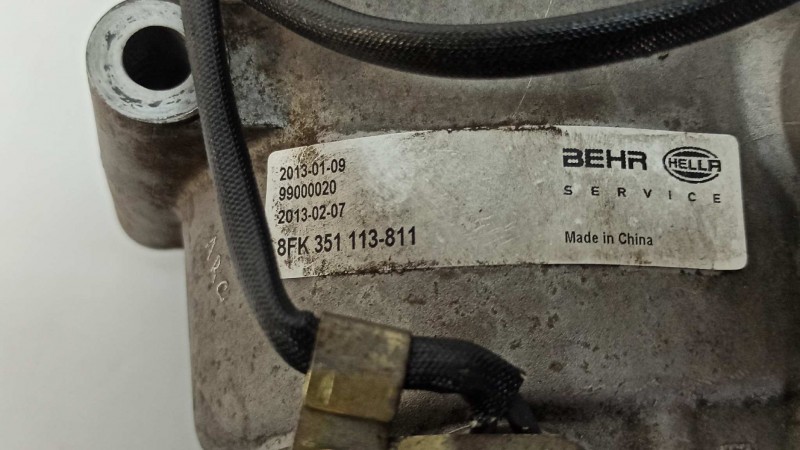 2013-01-09
99000020
2013-02-07
8FK 351 113-811
BEHR HELLA
SERVICE
Made in China